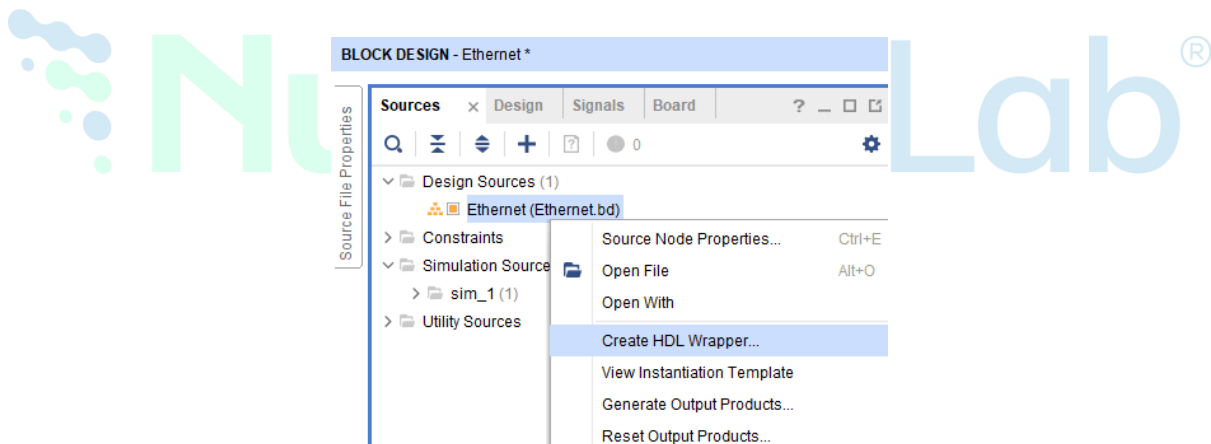 Nu Lab®
BLOCK DESIGN - Ethernet *
Source File Properties
Sources × Design Signals Board ?
? 0
Design Sources (1)
Ethernet (Ethernet.bd)
Constraints
Simulation Source
sim_1 (1)
Utility Sources
Source Node Properties... Ctrl+E
Open File Alt+O
Open With
Create HDL Wrapper...
View Instantiation Template
Generate Output Products...
Reset Output Products...